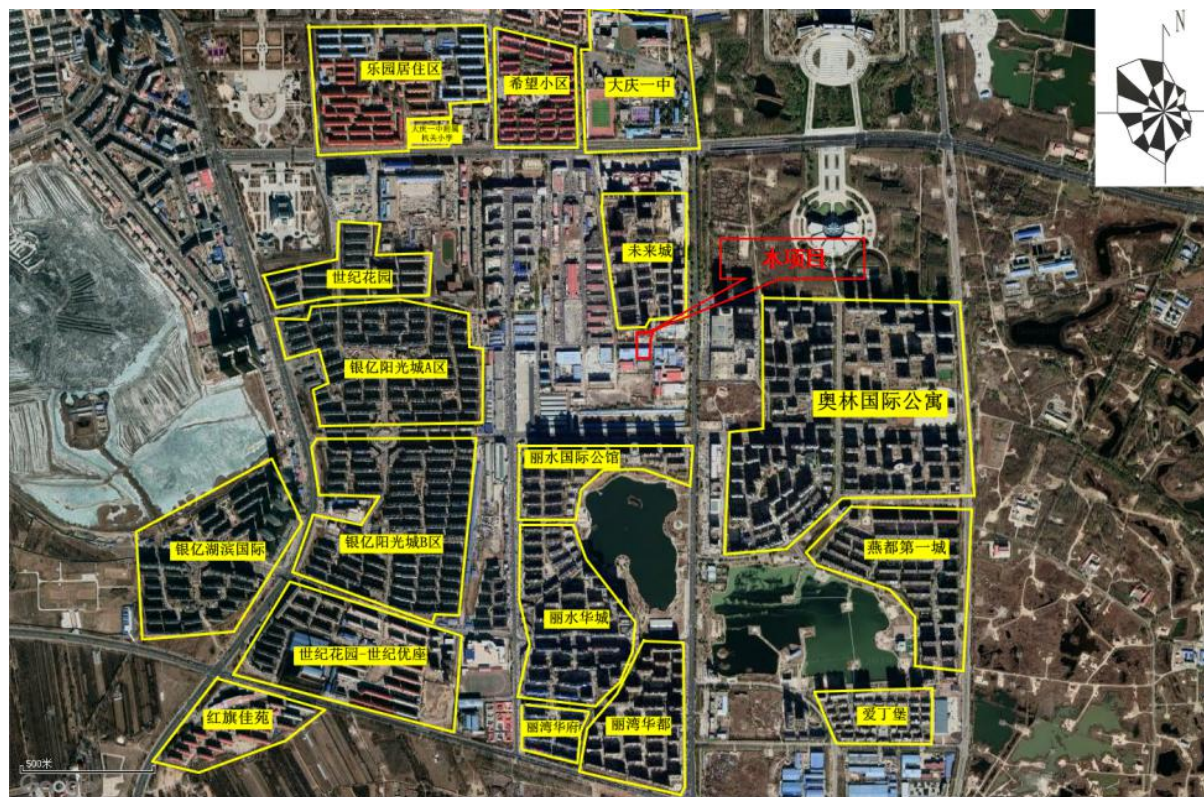 N
乐园居住区
希望小区
大庆一中
大庆一中附属
机关小学
未来城
本项目
世纪花园
银亿阳光城A区
奥林国际公寓
丽水国际公馆
银亿湖滨国际
银亿阳光城B区
燕都第一城
丽水华城
世纪花园-世纪优座
红旗佳苑
丽湾华府
丽湾华都
爱丁堡
500米